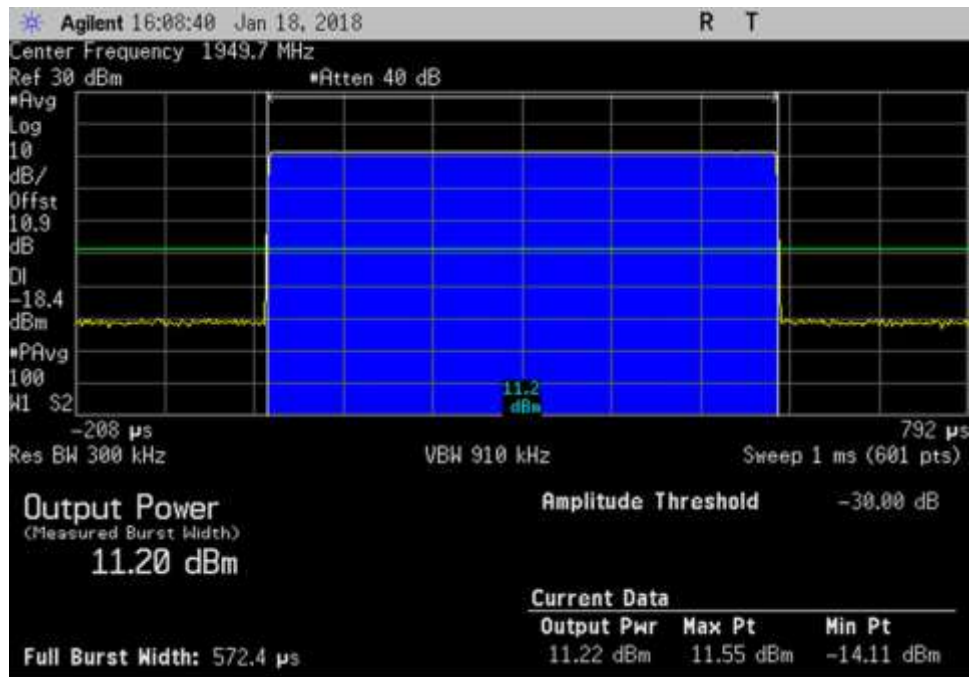 Agilent 16:08:40 Jan 18, 2018 R T
Center Frequency 1949.7 MHz
Ref 30 dBm *Atten 40 dB
*Avg
Log
10
dB/
Offst
10.9
dB
DI
-18.4
dBm
*PAvg
100
W1 S2
11.2
dBm
-208 µs 792 µs
Res BW 300 kHz VBW 910 kHz Sweep 1 ms (601 pts)
Output Power Amplitude Threshold -30.00 dB
(Measured Burst Width)
11.20 dBm
Current Data
Output Pwr Max Pt Min Pt
Full Burst Width: 572.4 µs 11.22 dBm 11.55 dBm -14.11 dBm